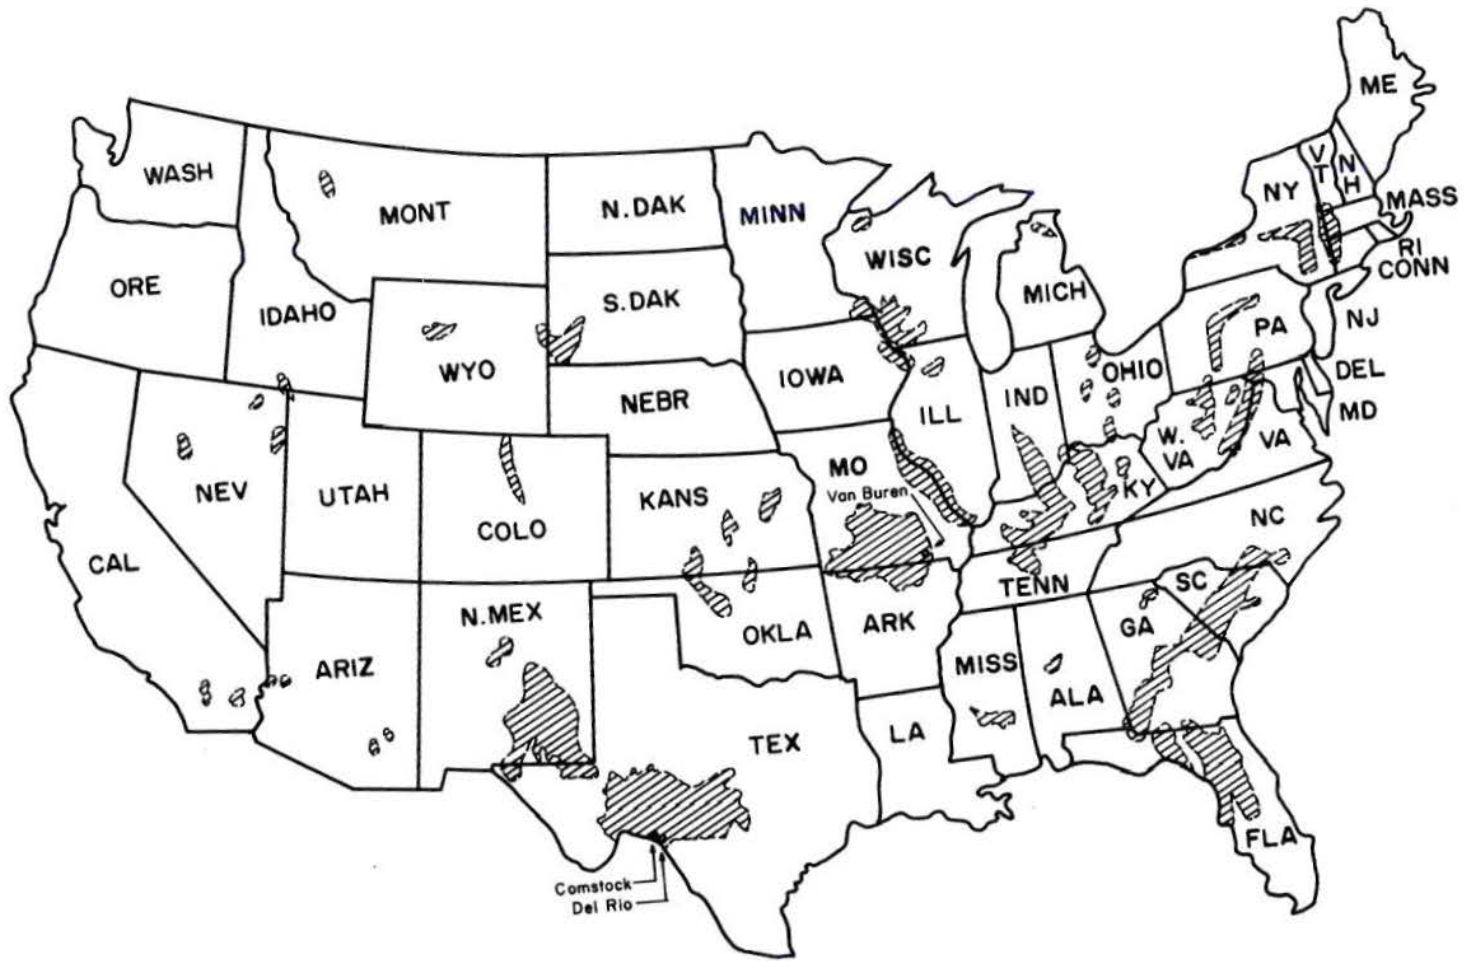 ME
WASH
MONT
N.DAK
MINN
V
T
N
H
NY
MASS
ORE
IDAHO
S.DAK
WISC
MICH
RI
CONN
WYO
NEBR
IOWA
ILL
IND
OHIO
PA
NJ
DEL
MD
NEV
UTAH
COLO
KANS
MO
Van Buren
KY
W.
VA
VA
CAL
ARIZ
N.MEX
OKLA
ARK
TENN
NC
SC
GA
MISS
ALA
TEX
LA
FLA
Comstock
Del Rio